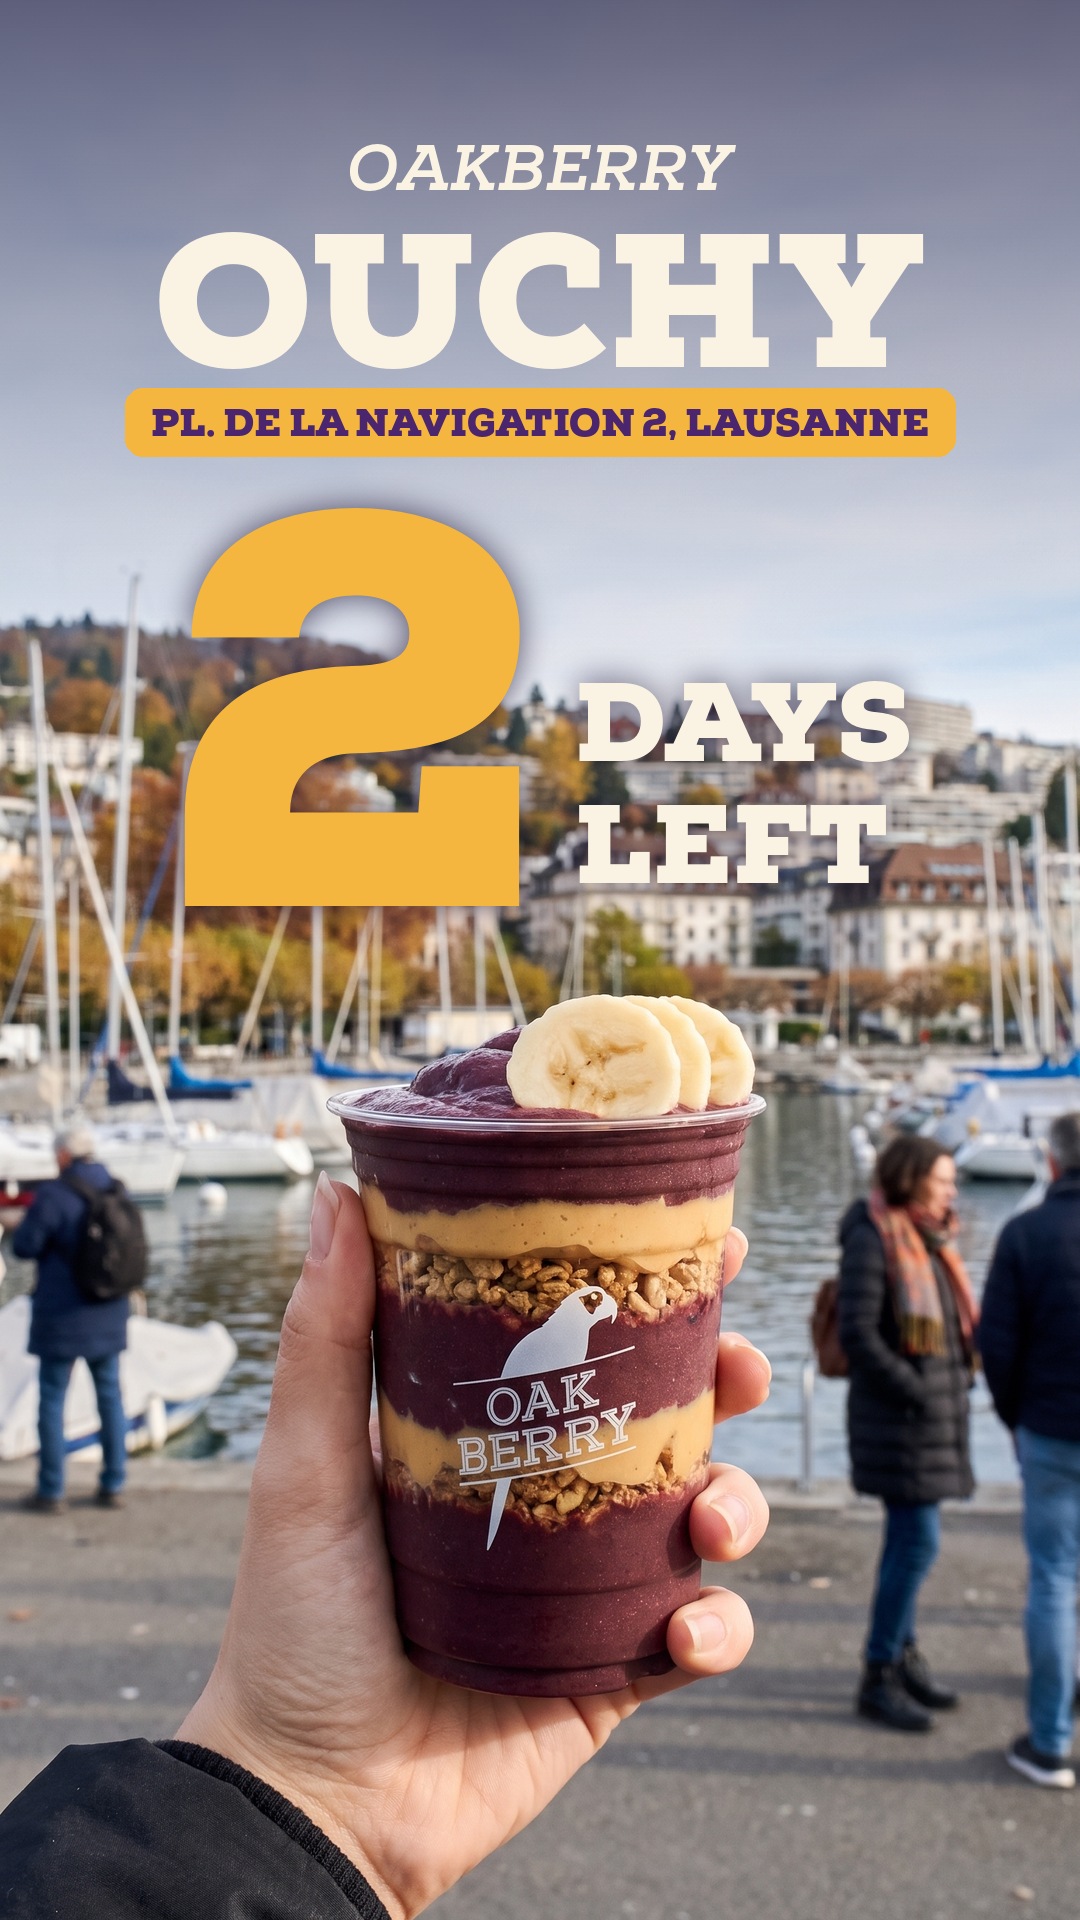 OAKBERRY
OUCHY
PL. DE LA NAVIGATION 2, LAUSANNE
2
DAYS
LEFT
OAK
BERRY